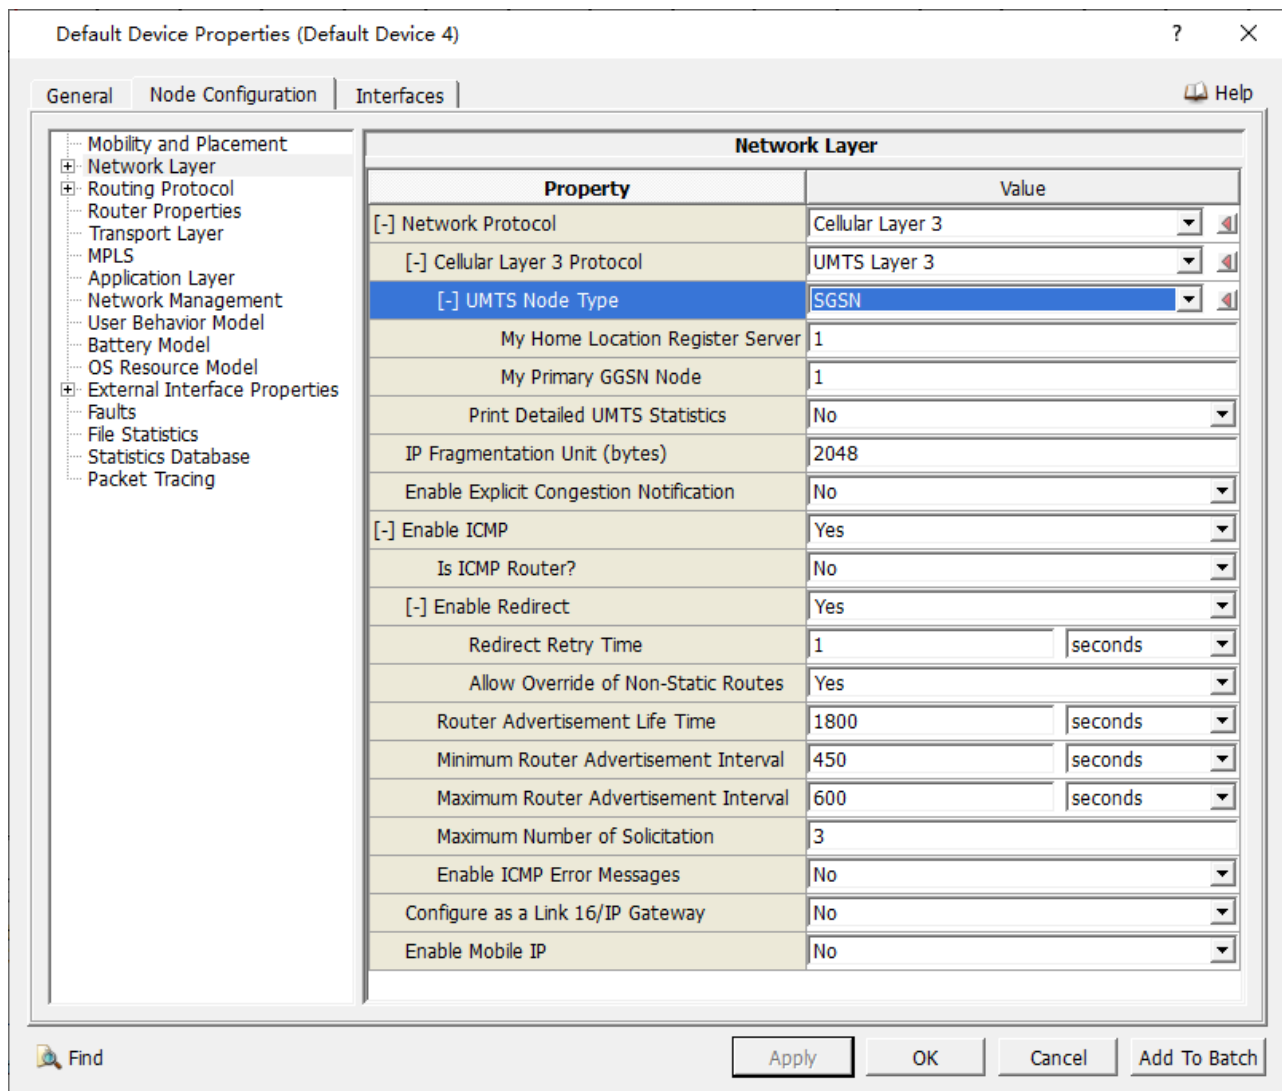 Default Device Properties (Default Device 4) ?
General Node Configuration Interfaces Help
Mobility and Placement
Network Layer
Routing Protocol
Router Properties
Transport Layer
MPLS
Application Layer
Network Management
User Behavior Model
Battery Model
OS Resource Model
External Interface Properties
Faults
File Statistics
Statistics Database
Packet Tracing
Network Layer
Property Value
[-] Network Protocol Cellular Layer 3
[-] Cellular Layer 3 Protocol UMTS Layer 3
[-] UMTS Node Type SGSN
My Home Location Register Server 1
My Primary GGSN Node 1
Print Detailed UMTS Statistics No
IP Fragmentation Unit (bytes) 2048
Enable Explicit Congestion Notification No
[-] Enable ICMP Yes
Is ICMP Router? No
[-] Enable Redirect Yes
Redirect Retry Time 1 seconds
Allow Override of Non-Static Routes Yes
Router Advertisement Life Time 1800 seconds
Minimum Router Advertisement Interval 450 seconds
Maximum Router Advertisement Interval 600 seconds
Maximum Number of Solicitation 3
Enable ICMP Error Messages No
Configure as a Link 16/IP Gateway No
Enable Mobile IP No
Find Apply OK Cancel Add To Batch